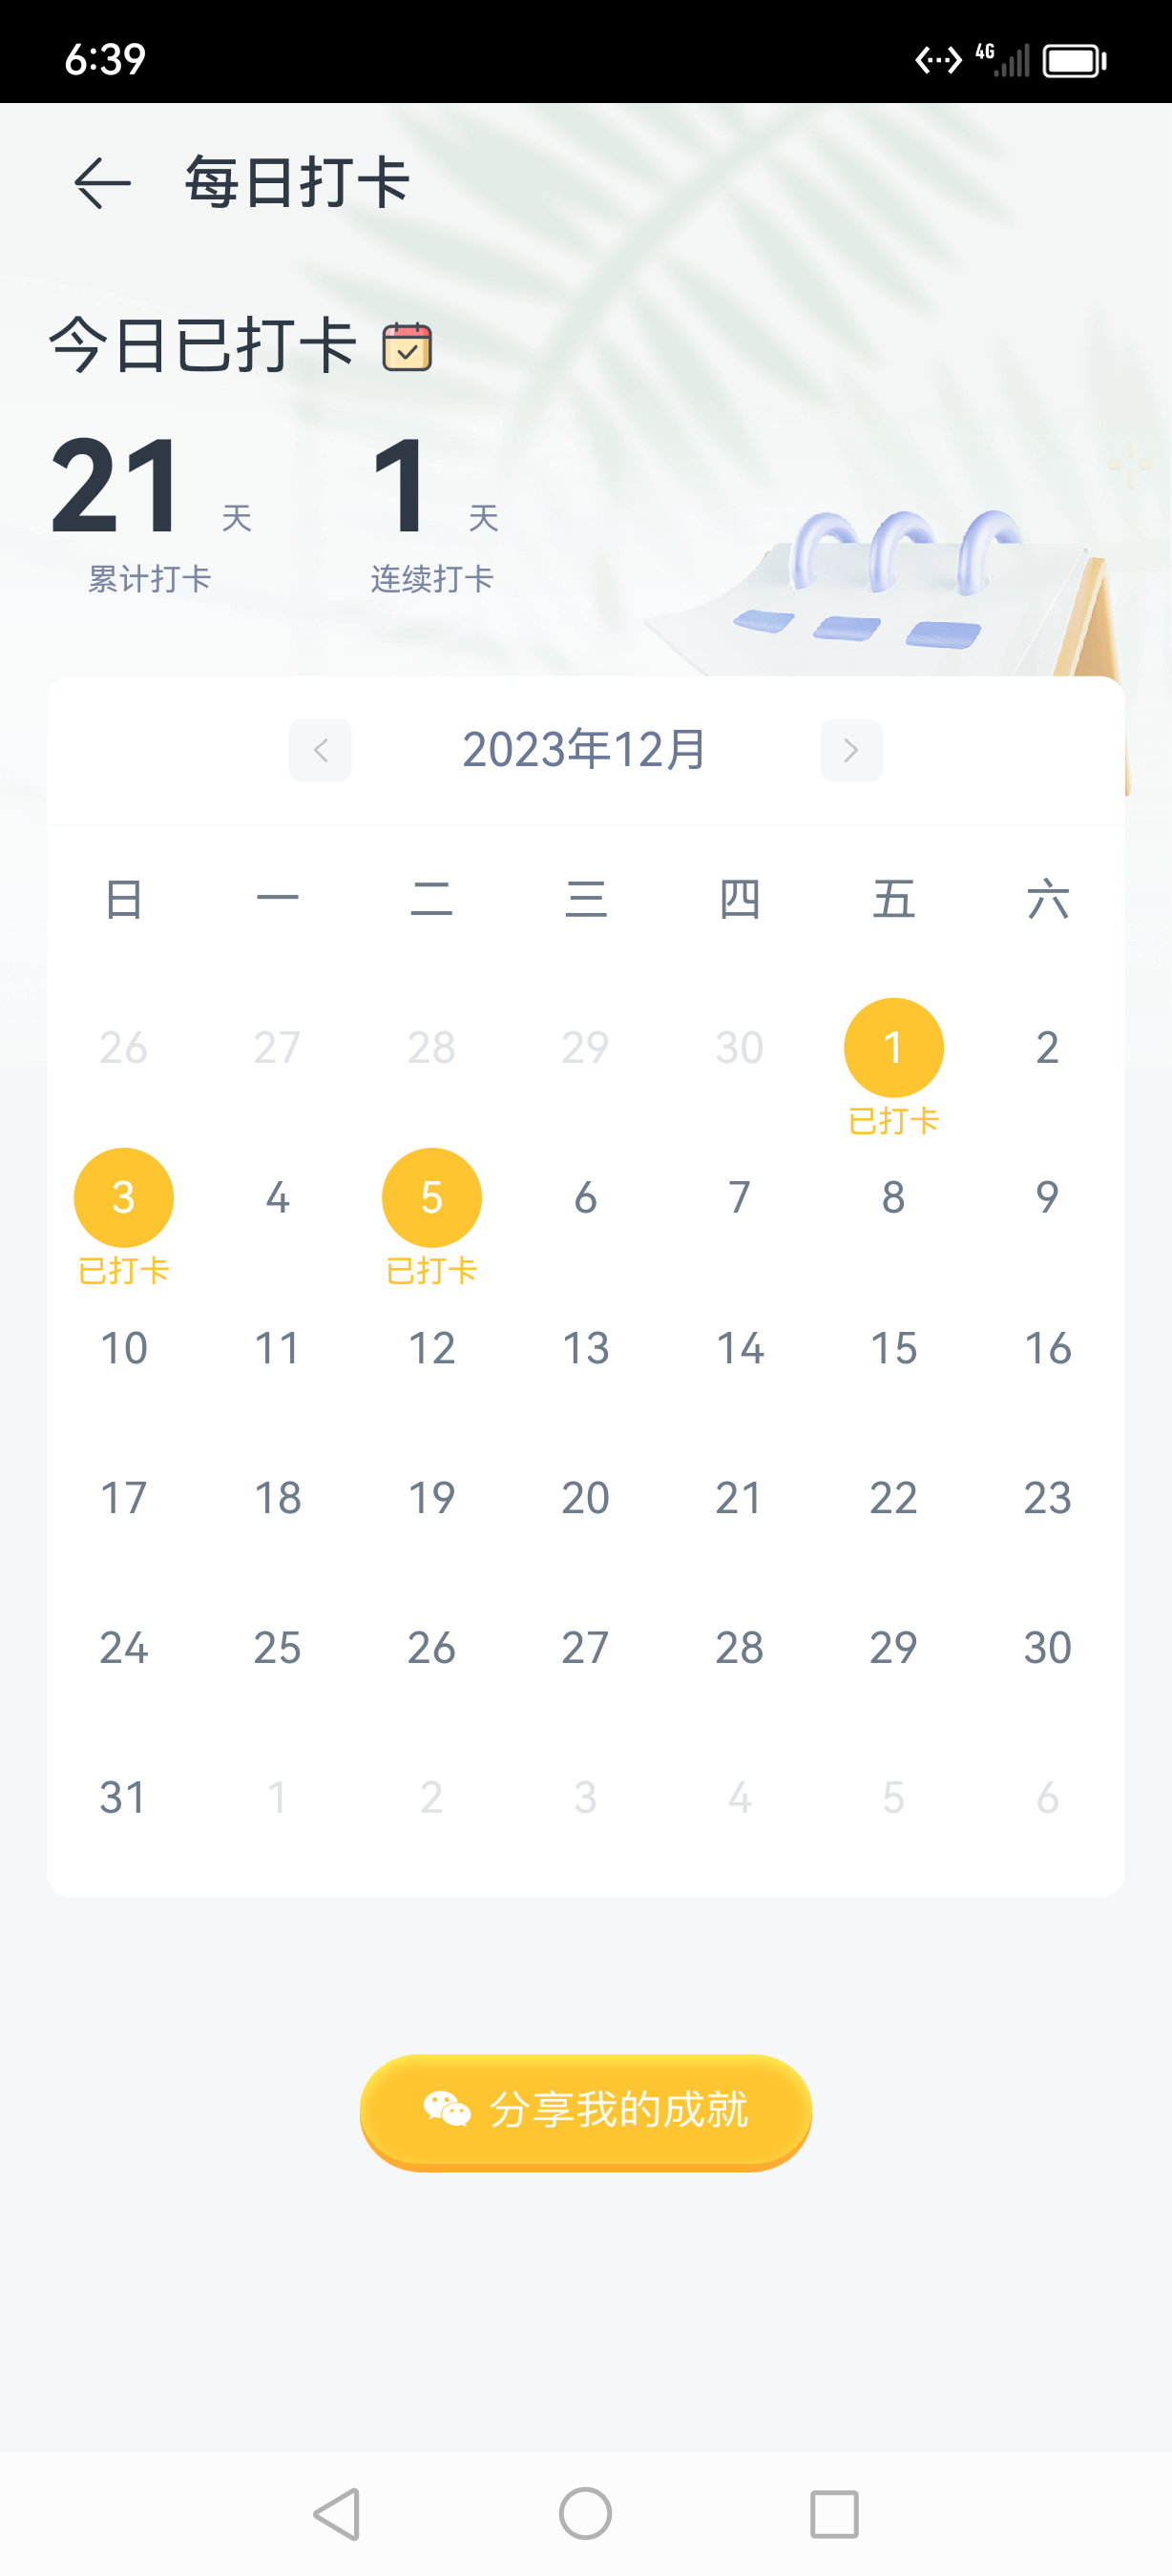 6:39
4G
每日打卡
今日已打卡
21 天 1 天
累计打卡 连续打卡
2023年12月
日 一 二 三 四 五 六
26 27 28 29 30 1 2
已打卡
3 4 5 6 7 8 9
已打卡 已打卡
10 11 12 13 14 15 16
17 18 19 20 21 22 23
24 25 26 27 28 29 30
31 1 2 3 4 5 6
分享我的成就